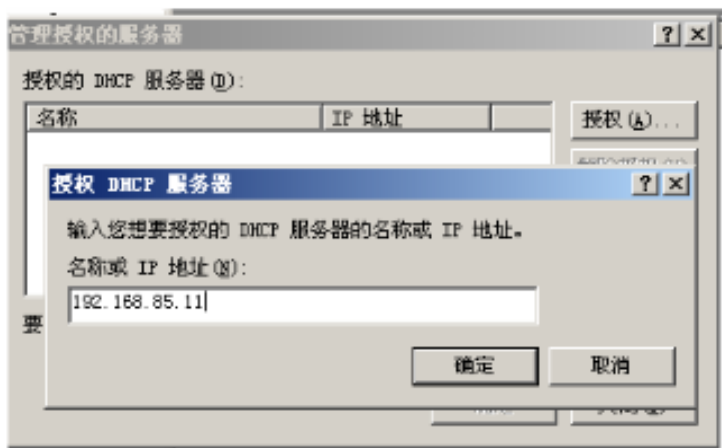 管理授权的服务器
授权的 DHCP 服务器(D):
名称 IP 地址
授权(A)...
授权 DHCP 服务器
输入您想要授权的 DHCP 服务器的名称或 IP 地址。
名称或 IP 地址(N):
192.168.85.11
要
确定 取消